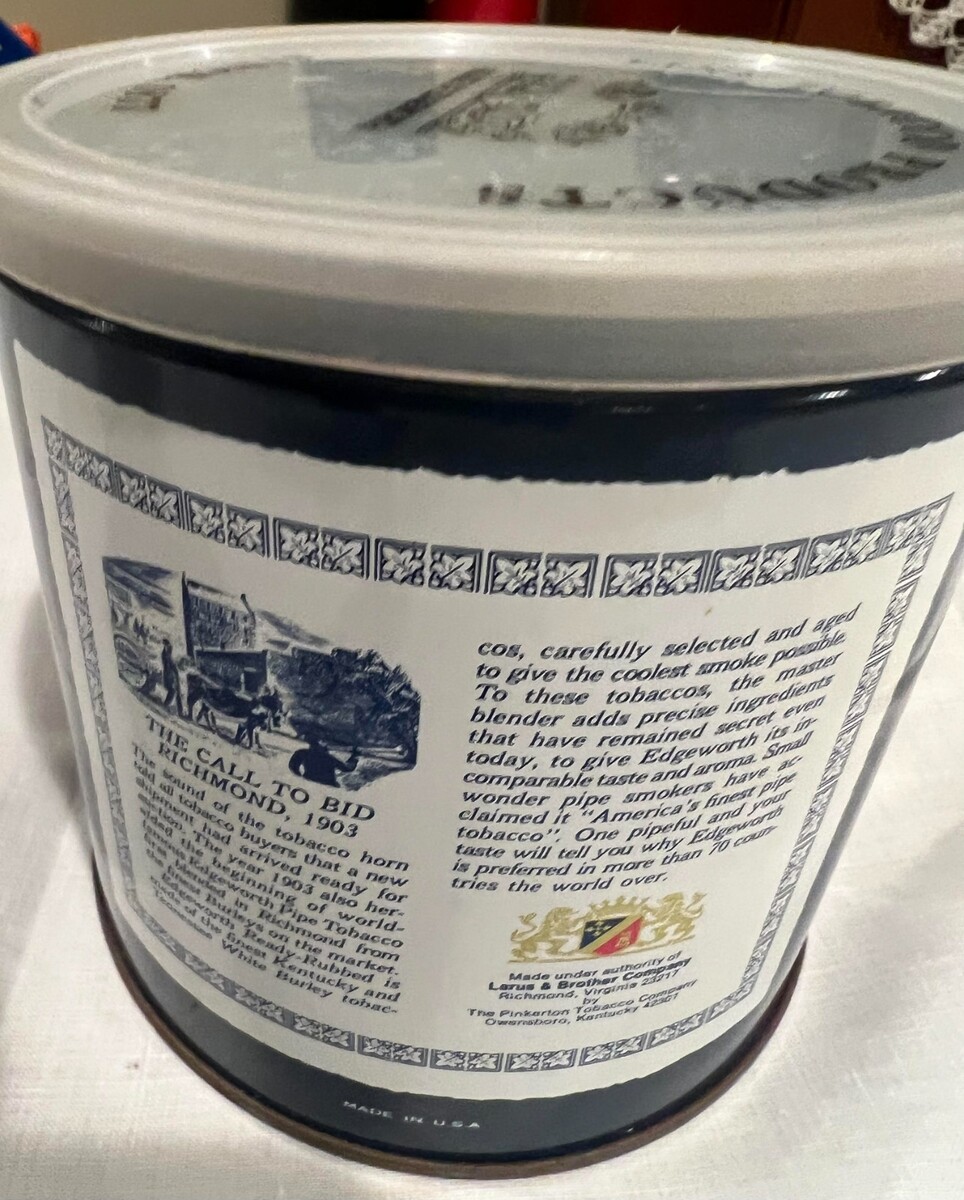 THE CALL TO BID
RICHMOND, 1903
The sound of the tobacco horn
told all tobacco buyers that a new
shipment had arrived ready for
auction. The year 1903 also her-
alded the beginning of world-
famous Edgeworth Pipe Tobacco
blended in Richmond from
the finest Burleys on the market.
Edgeworth Ready-Rubbed is
made of the finest Kentucky and
Tennessee White Burley tobac-
cos, carefully selected and aged
to give the coolest smoke possible.
To these tobaccos, the master
blender adds precise ingredients
that have remained secret even
today, to give Edgeworth its in-
comparable taste and aroma. Small
wonder pipe smokers have ac-
claimed it "America's finest pipe
tobacco". One pipeful and your
taste will tell you why Edgeworth
is preferred in more than 70 coun-
tries the world over.
Made under authority of
Larus & Brother Company
Richmond, Virginia 23217
by
The Pinkerton Tobacco Company
Owensboro, Kentucky 42301
MADE IN U.S.A